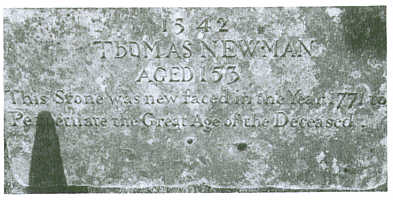 1542
THOMAS NEWMAN
AGED 153
This Stone was new faced in the Year 1771 to
Perpetuate the Great Age of the Deceased.